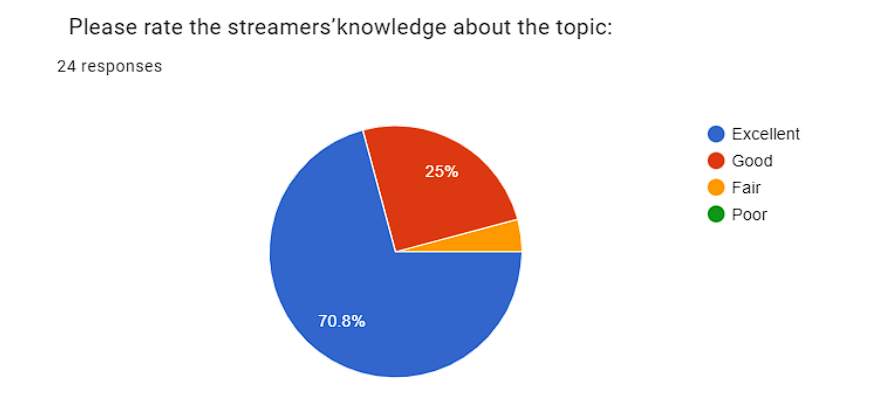 Please rate the streamers’knowledge about the topic:
24 responses
Excellent
Good
Fair
Poor
25%
70.8%